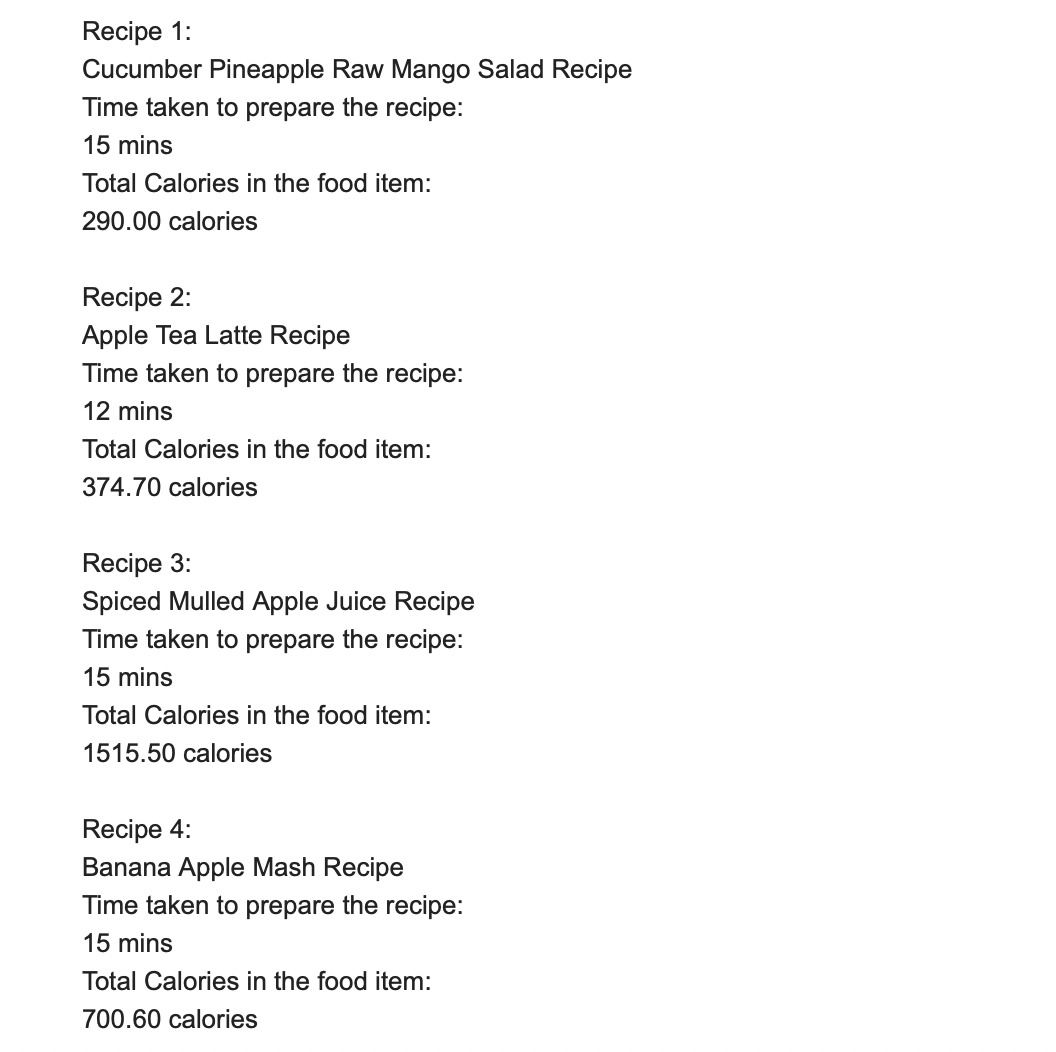 Recipe 1:
Cucumber Pineapple Raw Mango Salad Recipe
Time taken to prepare the recipe:
15 mins
Total Calories in the food item:
290.00 calories
Recipe 2:
Apple Tea Latte Recipe
Time taken to prepare the recipe:
12 mins
Total Calories in the food item:
374.70 calories
Recipe 3:
Spiced Mulled Apple Juice Recipe
Time taken to prepare the recipe:
15 mins
Total Calories in the food item:
1515.50 calories
Recipe 4:
Banana Apple Mash Recipe
Time taken to prepare the recipe:
15 mins
Total Calories in the food item:
700.60 calories